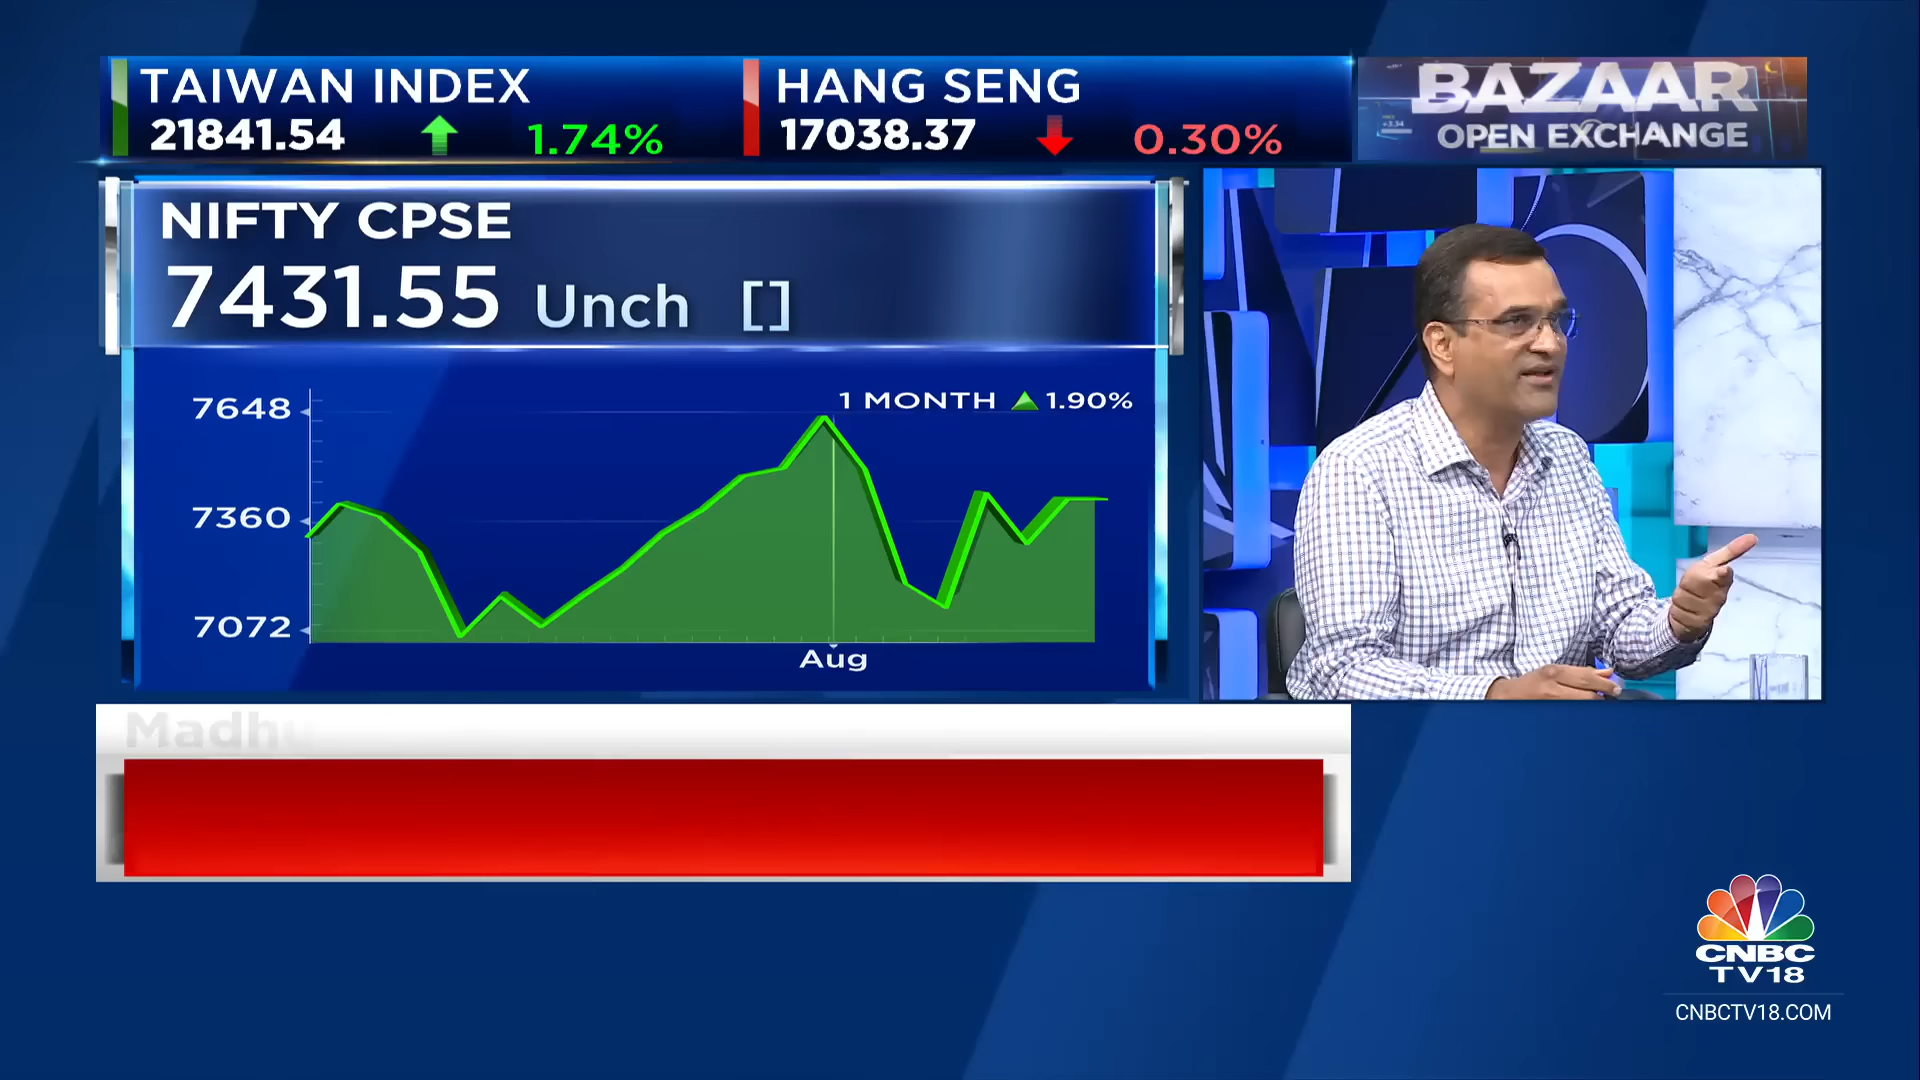 TAIWAN INDEX
21841.54 1.74%
HANG SENG
17038.37 0.30%
BAZAAR
OPEN EXCHANGE
NIFTY CPSE
7431.55 Unch []
1 MONTH 1.90%
7648
7360
7072
Aug
Madhu
CNBC
TV18
CNBCTV18.COM